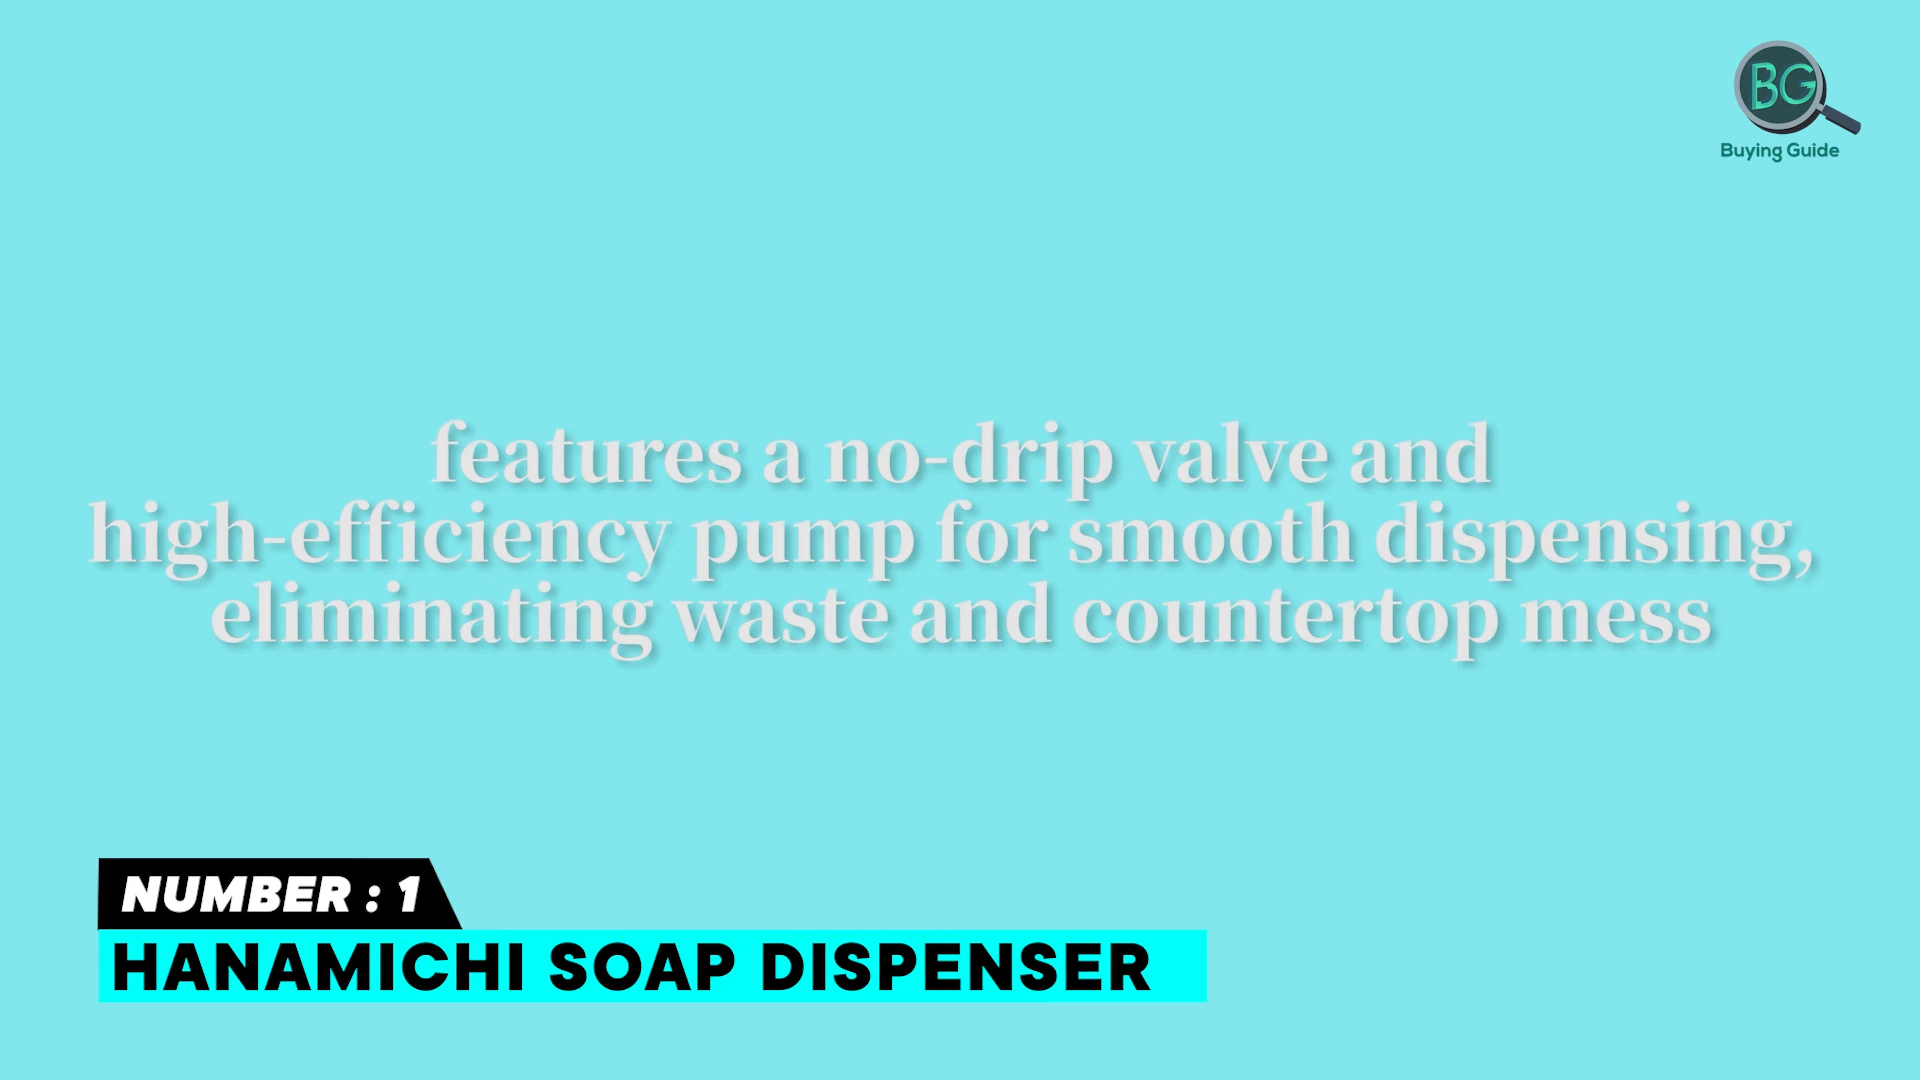 BG
Buying Guide
features a no-drip valve and
high-efficiency pump for smooth dispensing,
eliminating waste and countertop mess
NUMBER : 1
HANAMICHI SOAP DISPENSER